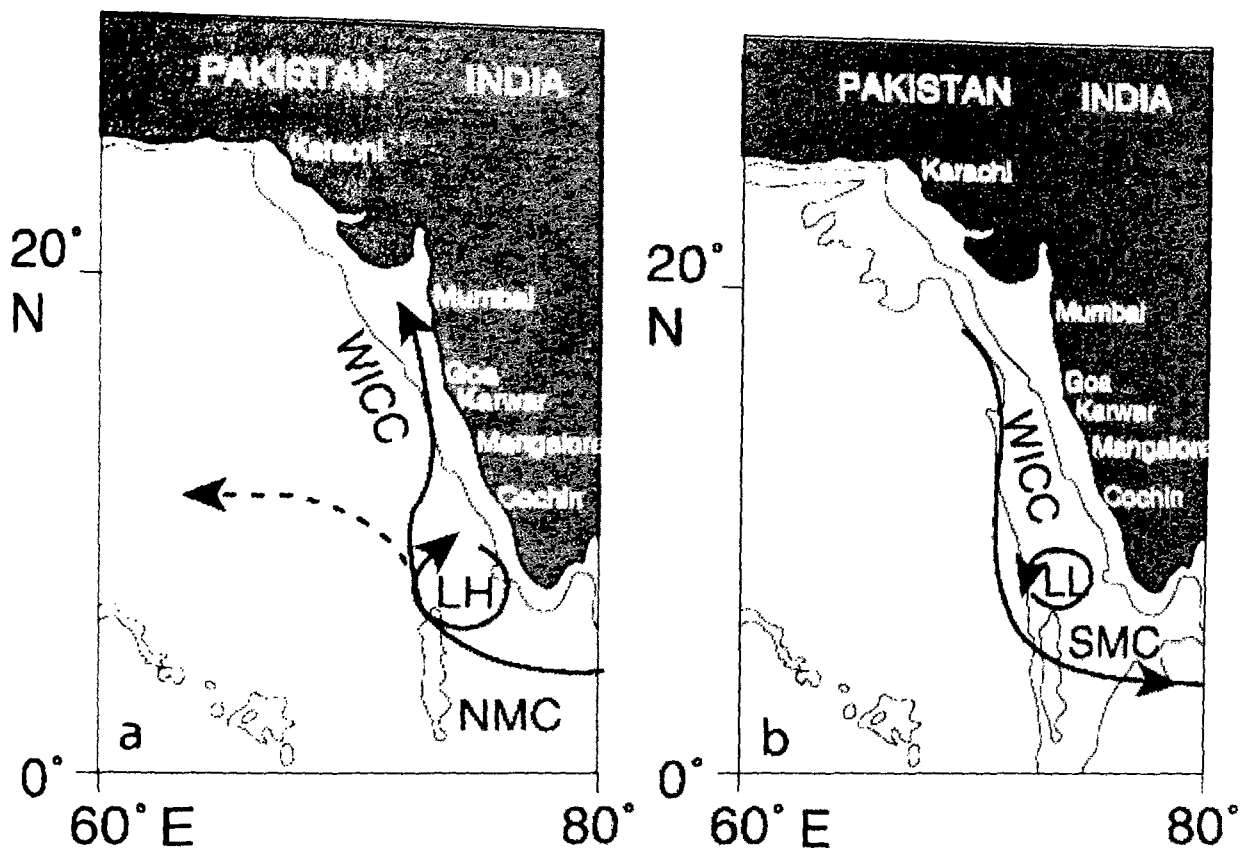 PAKISTAN INDIA
Karachi
20°
N
Mumbai
WICC
Goa
Karwar
Mangalore
Cochin
LH
NMC
a
0°
60° E 80°
PAKISTAN INDIA
Karachi
20°
N
Mumbai
Goa
Karwar
WICC
Mangalore
Cochin
LL
SMC
b
0°
60° E 80°